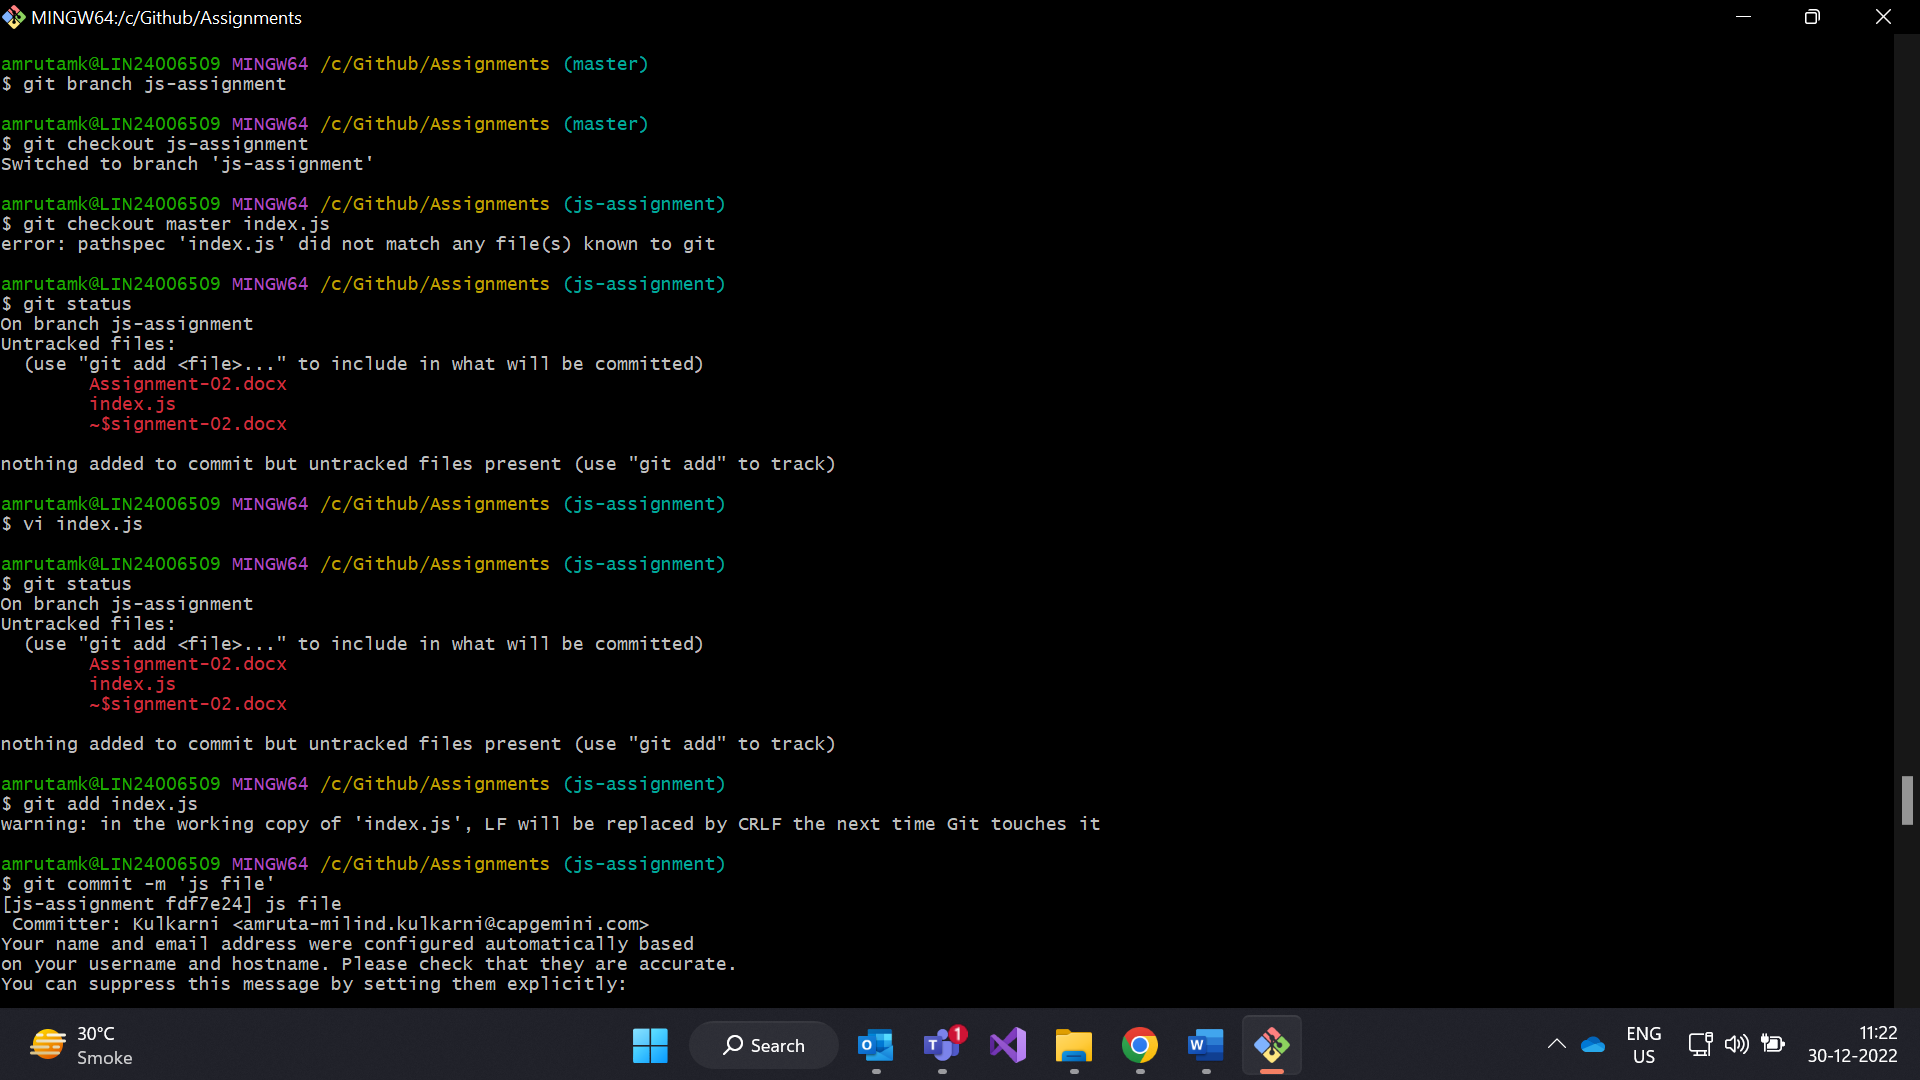 MINGW64:/c/Github/Assignments
amrutamk@LIN24006509 MINGW64 /c/Github/Assignments (master)
$ git branch js-assignment
amrutamk@LIN24006509 MINGW64 /c/Github/Assignments (master)
$ git checkout js-assignment
Switched to branch 'js-assignment'
amrutamk@LIN24006509 MINGW64 /c/Github/Assignments (js-assignment)
$ git checkout master index.js
error: pathspec 'index.js' did not match any file(s) known to git
amrutamk@LIN24006509 MINGW64 /c/Github/Assignments (js-assignment)
$ git status
On branch js-assignment
Untracked files:
  (use "git add <file>..." to include in what will be committed)
        Assignment-02.docx
        index.js
        ~$signment-02.docx
nothing added to commit but untracked files present (use "git add" to track)
amrutamk@LIN24006509 MINGW64 /c/Github/Assignments (js-assignment)
$ vi index.js
amrutamk@LIN24006509 MINGW64 /c/Github/Assignments (js-assignment)
$ git status
On branch js-assignment
Untracked files:
  (use "git add <file>..." to include in what will be committed)
        Assignment-02.docx
        index.js
        ~$signment-02.docx
nothing added to commit but untracked files present (use "git add" to track)
amrutamk@LIN24006509 MINGW64 /c/Github/Assignments (js-assignment)
$ git add index.js
warning: in the working copy of 'index.js', LF will be replaced by CRLF the next time Git touches it
amrutamk@LIN24006509 MINGW64 /c/Github/Assignments (js-assignment)
$ git commit -m 'js file'
[js-assignment fdf7e24] js file
 Committer: Kulkarni <amruta-milind.kulkarni@capgemini.com>
Your name and email address were configured automatically based
on your username and hostname. Please check that they are accurate.
You can suppress this message by setting them explicitly:
30°C
Smoke
Search
O
T
1
W
ENG
US
11:22
30-12-2022